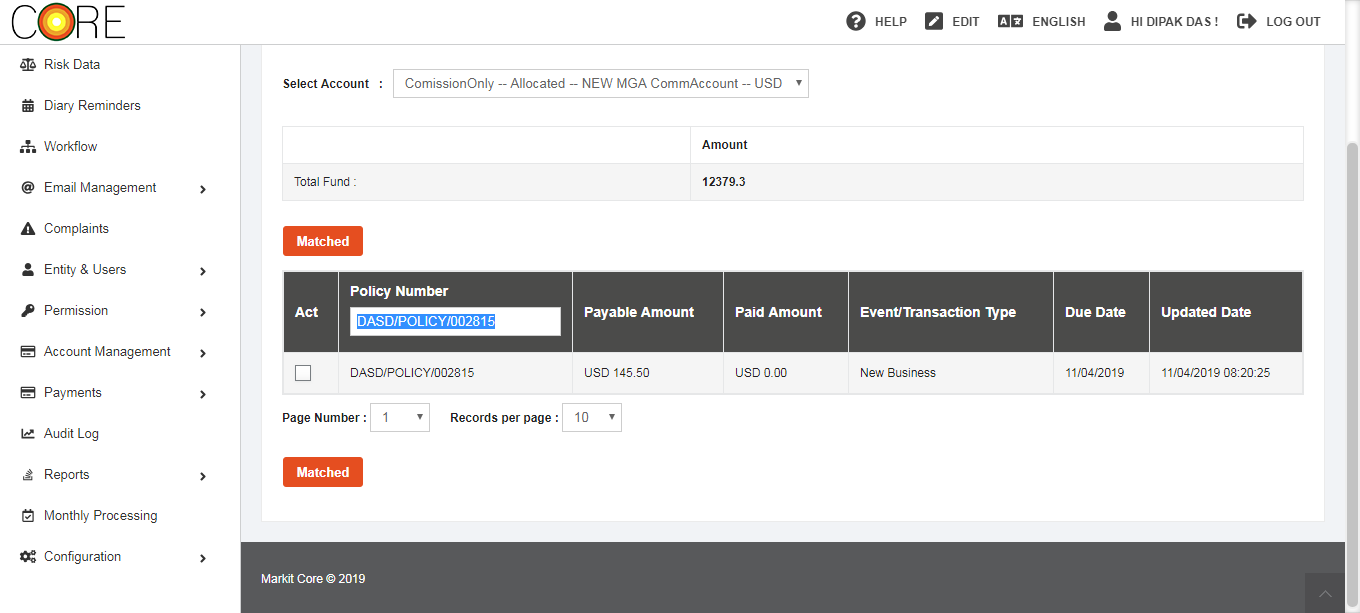 CORE
HELP EDIT ENGLISH HI DIPAK DAS ! LOG OUT
Risk Data
Diary Reminders
Workflow
Email Management
Complaints
Entity & Users
Permission
Account Management
Payments
Audit Log
Reports
Monthly Processing
Configuration
Select Account : ComissionOnly -- Allocated -- NEW MGA CommAccount -- USD
Amount
Total Fund : 12379.3
Matched
Act Policy Number Payable Amount Paid Amount Event/Transaction Type Due Date Updated Date
DASD/POLICY/002815
DASD/POLICY/002815 USD 145.50 USD 0.00 New Business 11/04/2019 11/04/2019 08:20:25
Page Number : 1 Records per page : 10
Matched
Markit Core © 2019